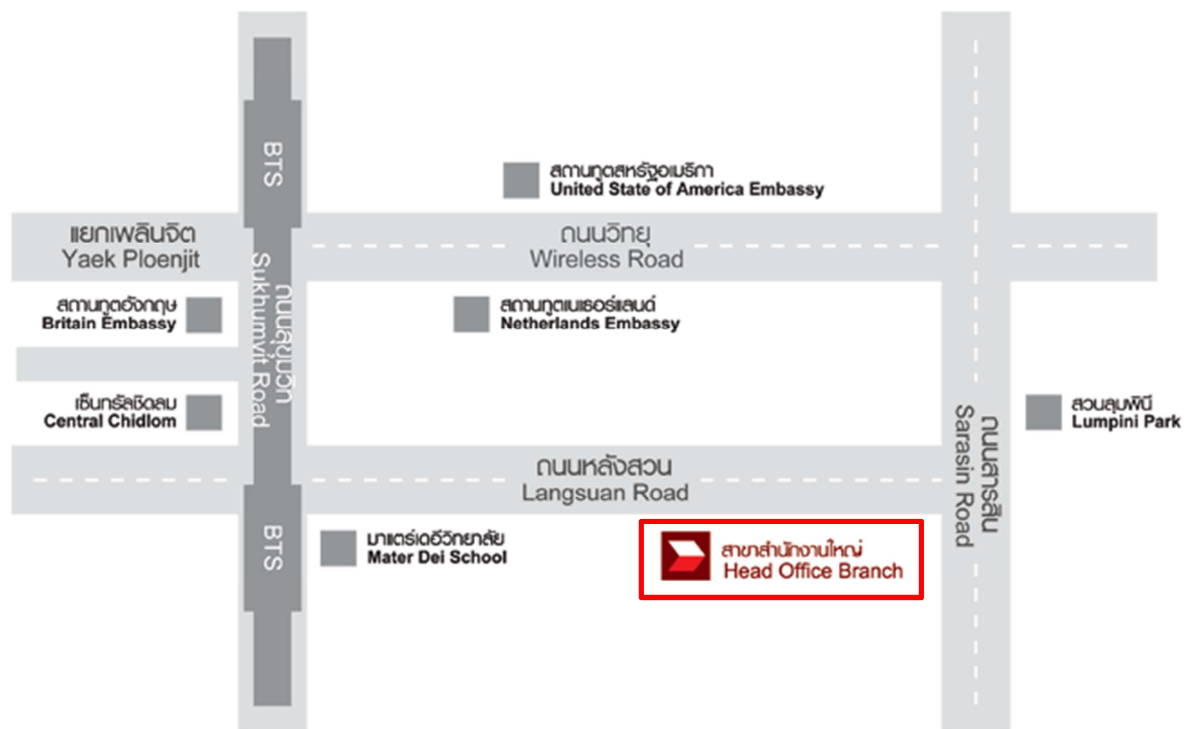 BTS
สถานทูตสหรัฐอเมริกา
United State of America Embassy
แยกเพลินจิต
Yaek Ploenjit
ถนนวิทยุ
Wireless Road
สถานทูตอังกฤษ
Britain Embassy
ถนนสุขุมวิท
Sukhumvit Road
สถานทูตเนเธอร์แลนด์
Netherlands Embassy
เซ็นทรัลชิดลม
Central Chidlom
สวนลุมพินี
Lumpini Park
ถนนหลังสวน
Langsuan Road
ถนนสารสิน
Sarasin Road
BTS
มาแตร์เดอีวิทยาลัย
Mater Dei School
สาขาสำนักงานใหญ่
Head Office Branch